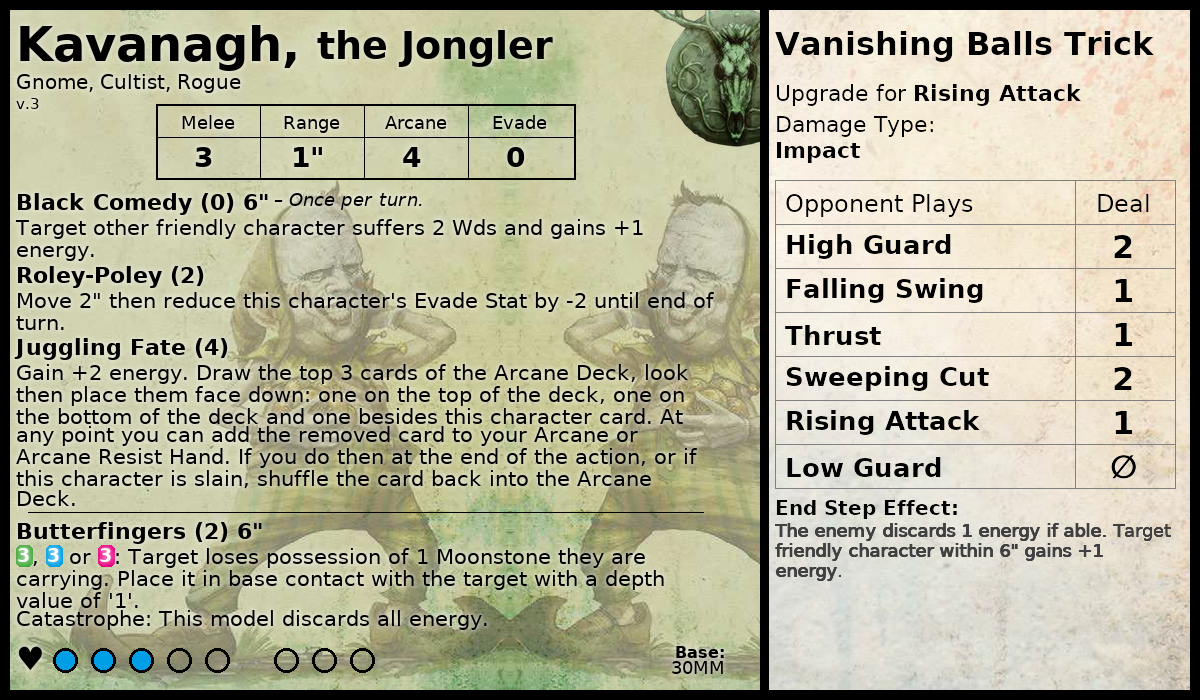 Kavanagh, the Jongler
Gnome, Cultist, Rogue
v.3
Melee Range Arcane Evade
3 1" 4 0
Black Comedy (0) 6" – Once per turn.
Target other friendly character suffers 2 Wds and gains +1
energy.
Roley-Poley (2)
Move 2" then reduce this character's Evade Stat by -2 until end of
turn.
Juggling Fate (4)
Gain +2 energy. Draw the top 3 cards of the Arcane Deck, look
then place them face down: one on the top of the deck, one on
the bottom of the deck and one besides this character card. At
any point you can add the removed card to your Arcane or
Arcane Resist Hand. If you do then at the end of the action, or if
this character is slain, shuffle the card back into the Arcane
Deck.
Butterfingers (2) 6"
3, 3 or 3: Target loses possession of 1 Moonstone they are
carrying. Place it in base contact with the target with a depth
value of '1'.
Catastrophe: This model discards all energy.
Base:
30MM
Vanishing Balls Trick
Upgrade for Rising Attack
Damage Type:
Impact
Opponent Plays Deal
High Guard 2
Falling Swing 1
Thrust 1
Sweeping Cut 2
Rising Attack 1
Low Guard ∅
End Step Effect:
The enemy discards 1 energy if able. Target
friendly character within 6" gains +1
energy.